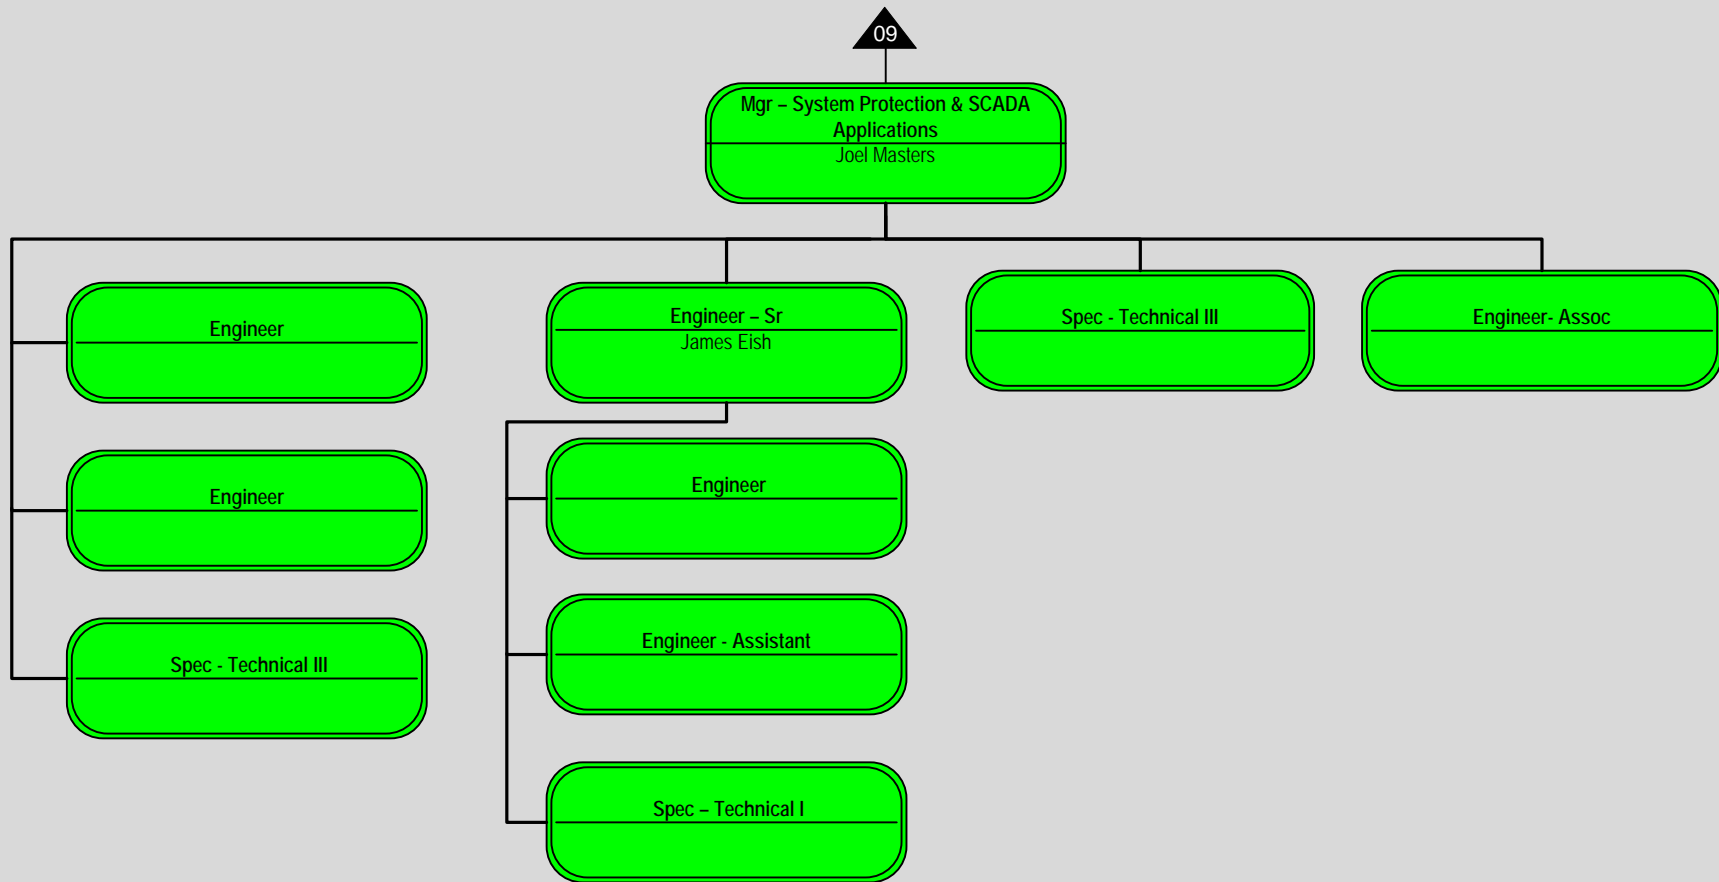 09
Mgr – System Protection & SCADA
Applications
Joel Masters
Engineer
Engineer – Sr
James Eish
Spec - Technical III
Engineer- Assoc
Engineer
Engineer
Spec - Technical III
Engineer - Assistant
Spec – Technical I